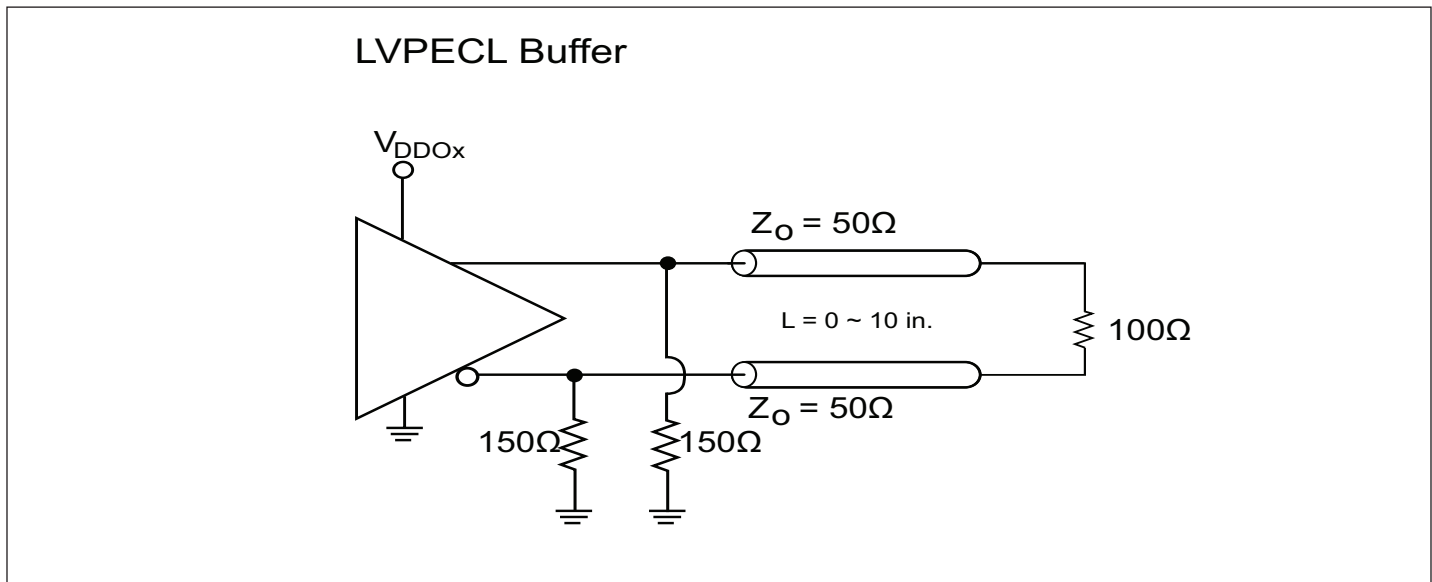 LVPECL Buffer
VDDOx
ZO = 50Ω
L = 0 ~ 10 in.
100Ω
ZO = 50Ω
150Ω
150Ω